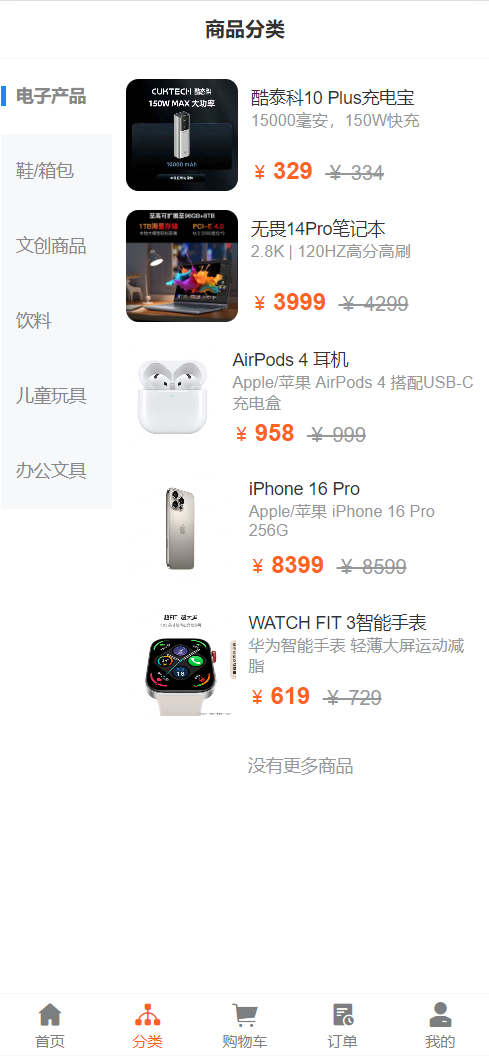 商品分类
电子产品
鞋/箱包
文创商品
饮料
儿童玩具
办公文具
CUKTECH 酷态科
150W MAX 大功率
酷泰科10 Plus充电宝
15000毫安，150W快充
¥ 329 ¥ 334
至高可扩展至96GB+8TB
1TB海量存储 PCI-E 4.0
无畏14Pro笔记本
2.8K | 120HZ高分高刷
¥ 3999 ¥ 4299
AirPods 4 耳机
Apple/苹果 AirPods 4 搭配USB-C
充电盒
¥ 958 ¥ 999
iPhone 16 Pro
Apple/苹果 iPhone 16 Pro
256G
¥ 8399 ¥ 8599
WATCH FIT 3智能手表
华为智能手表 轻薄大屏运动减
脂
¥ 619 ¥ 729
没有更多商品
首页
分类
购物车
订单
我的